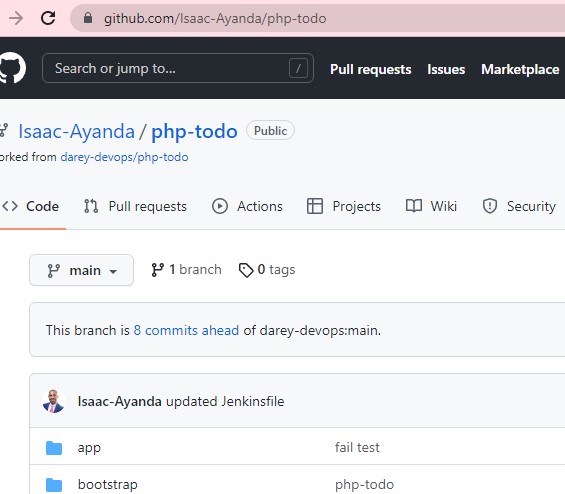 github.com/Isaac-Ayanda/php-todo
Search or jump to... / Pull requests Issues Marketplace
Isaac-Ayanda / php-todo Public
orked from darey-devops/php-todo
<> Code Pull requests Actions Projects Wiki Security
main 1 branch 0 tags
This branch is 8 commits ahead of darey-devops:main.
Isaac-Ayanda updated Jenkinsfile
app fail test
bootstrap php-todo